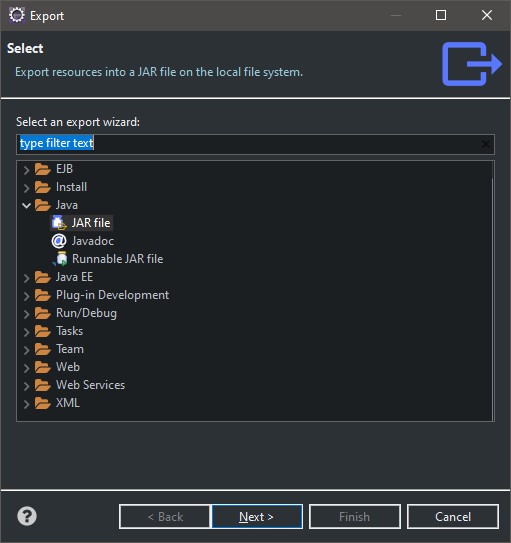 Export
Select
Export resources into a JAR file on the local file system.
Select an export wizard:
type filter text
EJB
Install
Java
JAR file
Javadoc
Runnable JAR file
Java EE
Plug-in Development
Run/Debug
Tasks
Team
Web
Web Services
XML
< Back
Next >
Finish
Cancel